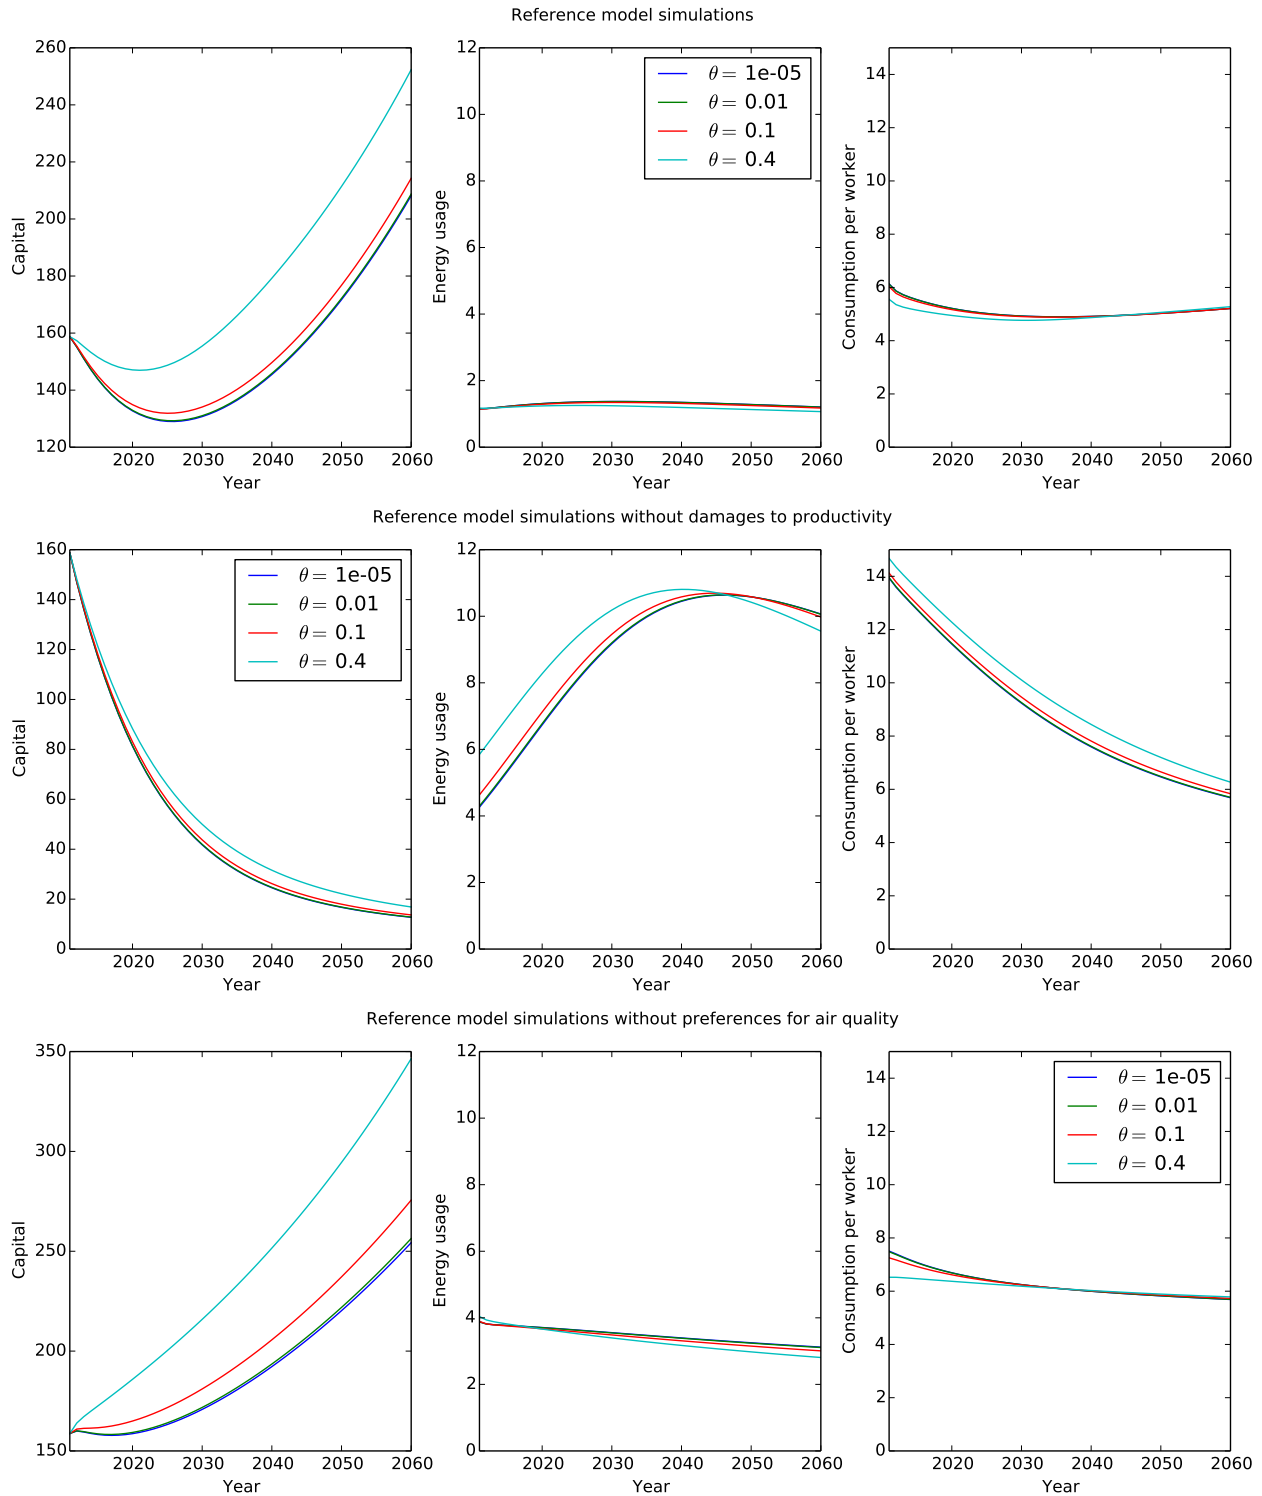 Reference model simulations
260
240
220
200
180
160
140
120
2020 2030 2040 2050 2060
Year
Capital
12
10
8
6
4
2
0
2020 2030 2040 2050 2060
Year
Energy usage
θ = 1e-05
θ = 0.01
θ = 0.1
θ = 0.4
14
12
10
8
6
4
2
0
2020 2030 2040 2050 2060
Year
Consumption per worker
Reference model simulations without damages to productivity
160
140
120
100
80
60
40
20
0
2020 2030 2040 2050 2060
Year
Capital
θ = 1e-05
θ = 0.01
θ = 0.1
θ = 0.4
12
10
8
6
4
2
0
2020 2030 2040 2050 2060
Year
Energy usage
14
12
10
8
6
4
2
0
2020 2030 2040 2050 2060
Year
Consumption per worker
Reference model simulations without preferences for air quality
350
300
250
200
150
2020 2030 2040 2050 2060
Year
Capital
12
10
8
6
4
2
0
2020 2030 2040 2050 2060
Year
Energy usage
14
12
10
8
6
4
2
0
2020 2030 2040 2050 2060
Year
Consumption per worker
θ = 1e-05
θ = 0.01
θ = 0.1
θ = 0.4